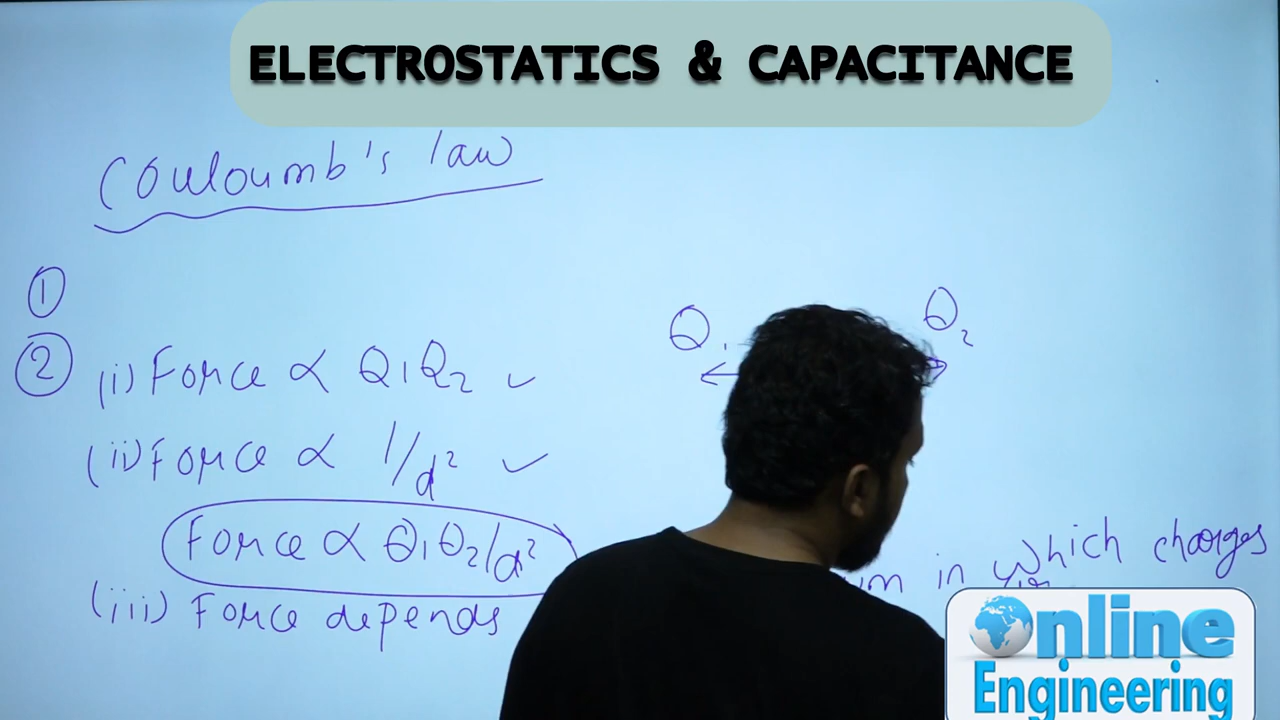 ELECTROSTATICS & CAPACITANCE
Couloumb's law
①
Q₁ Q₂
② (i) Force ∝ Q₁Q₂ ✓
(ii) Force ∝ 1/d² ✓
Force ∝ Q₁Q₂/d²
(iii) Force depends in which charges
Online
Engineering